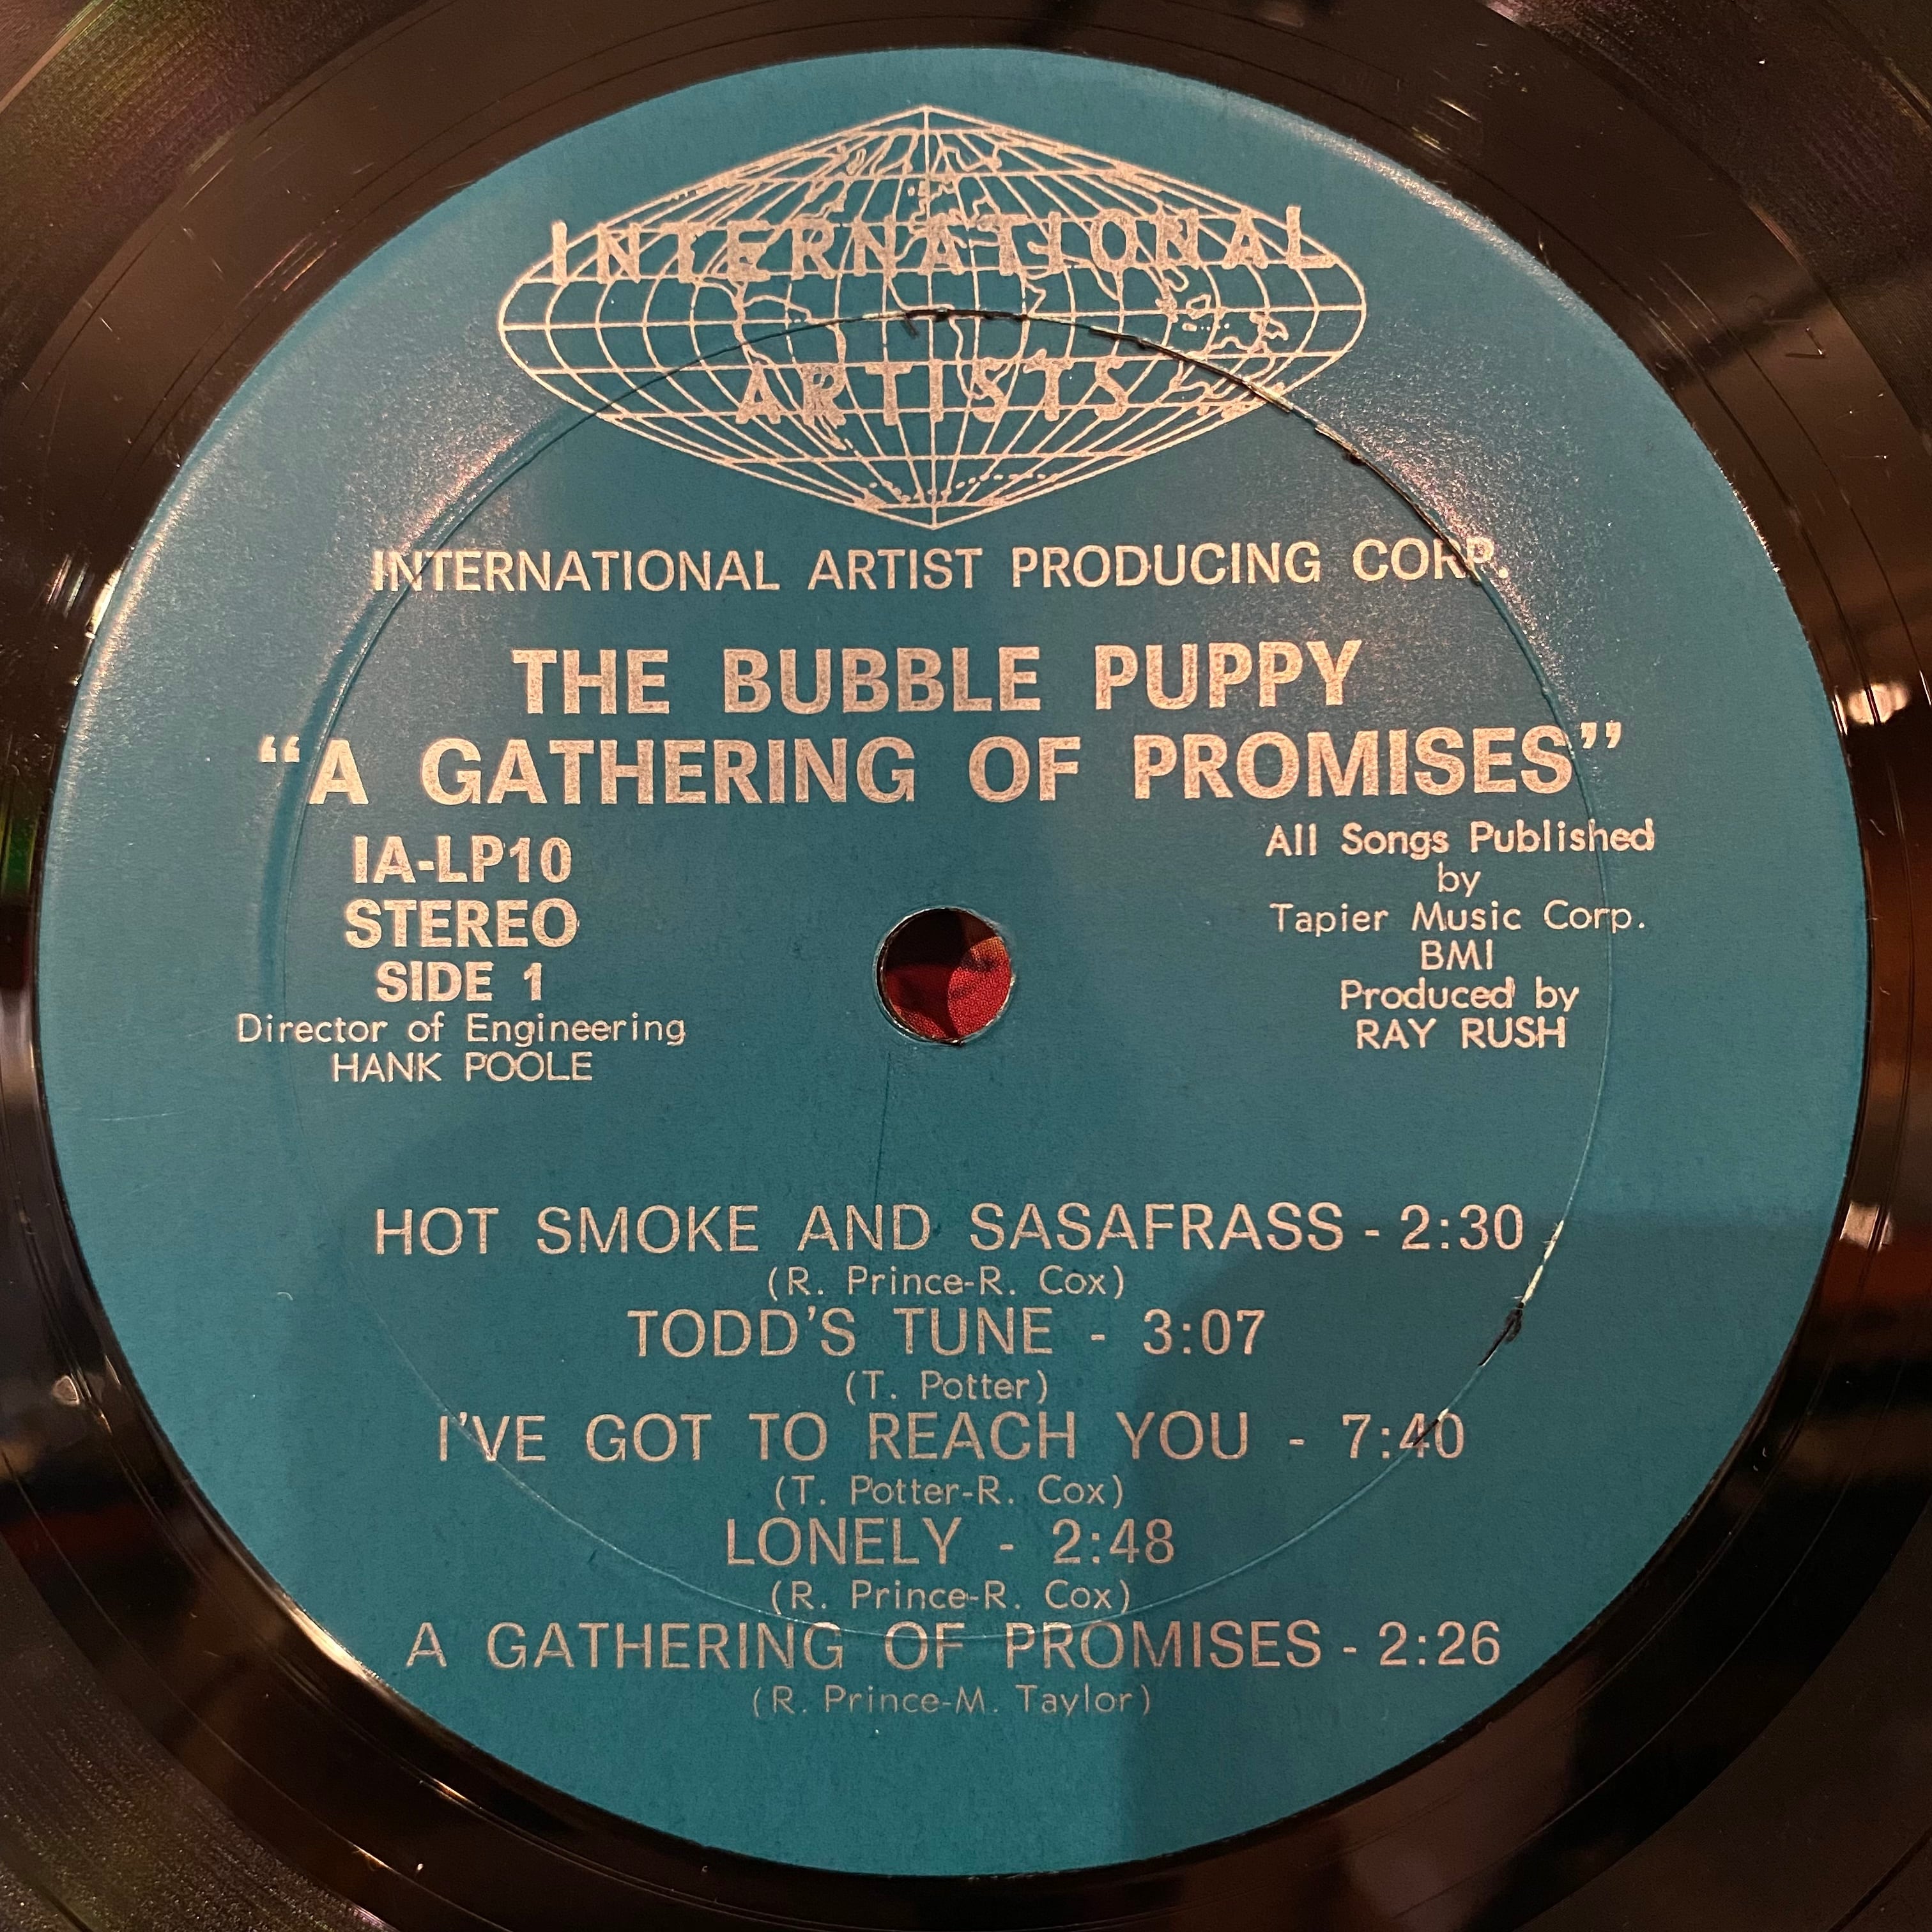 INTERNATIONAL
ARTISTS
INTERNATIONAL ARTIST PRODUCING CORP.
THE BUBBLE PUPPY
“A GATHERING OF PROMISES”
IA-LP10
STEREO
SIDE 1
Director of Engineering
HANK POOLE
All Songs Published
by
Tapier Music Corp.
BMI
Produced by
RAY RUSH
HOT SMOKE AND SASAFRASS - 2:30
(R. Prince-R. Cox)
TODD’S TUNE - 3:07
(T. Potter)
I’VE GOT TO REACH YOU - 7:40
(T. Potter-R. Cox)
LONELY - 2:48
(R. Prince-R. Cox)
A GATHERING OF PROMISES - 2:26
(R. Prince-M. Taylor)